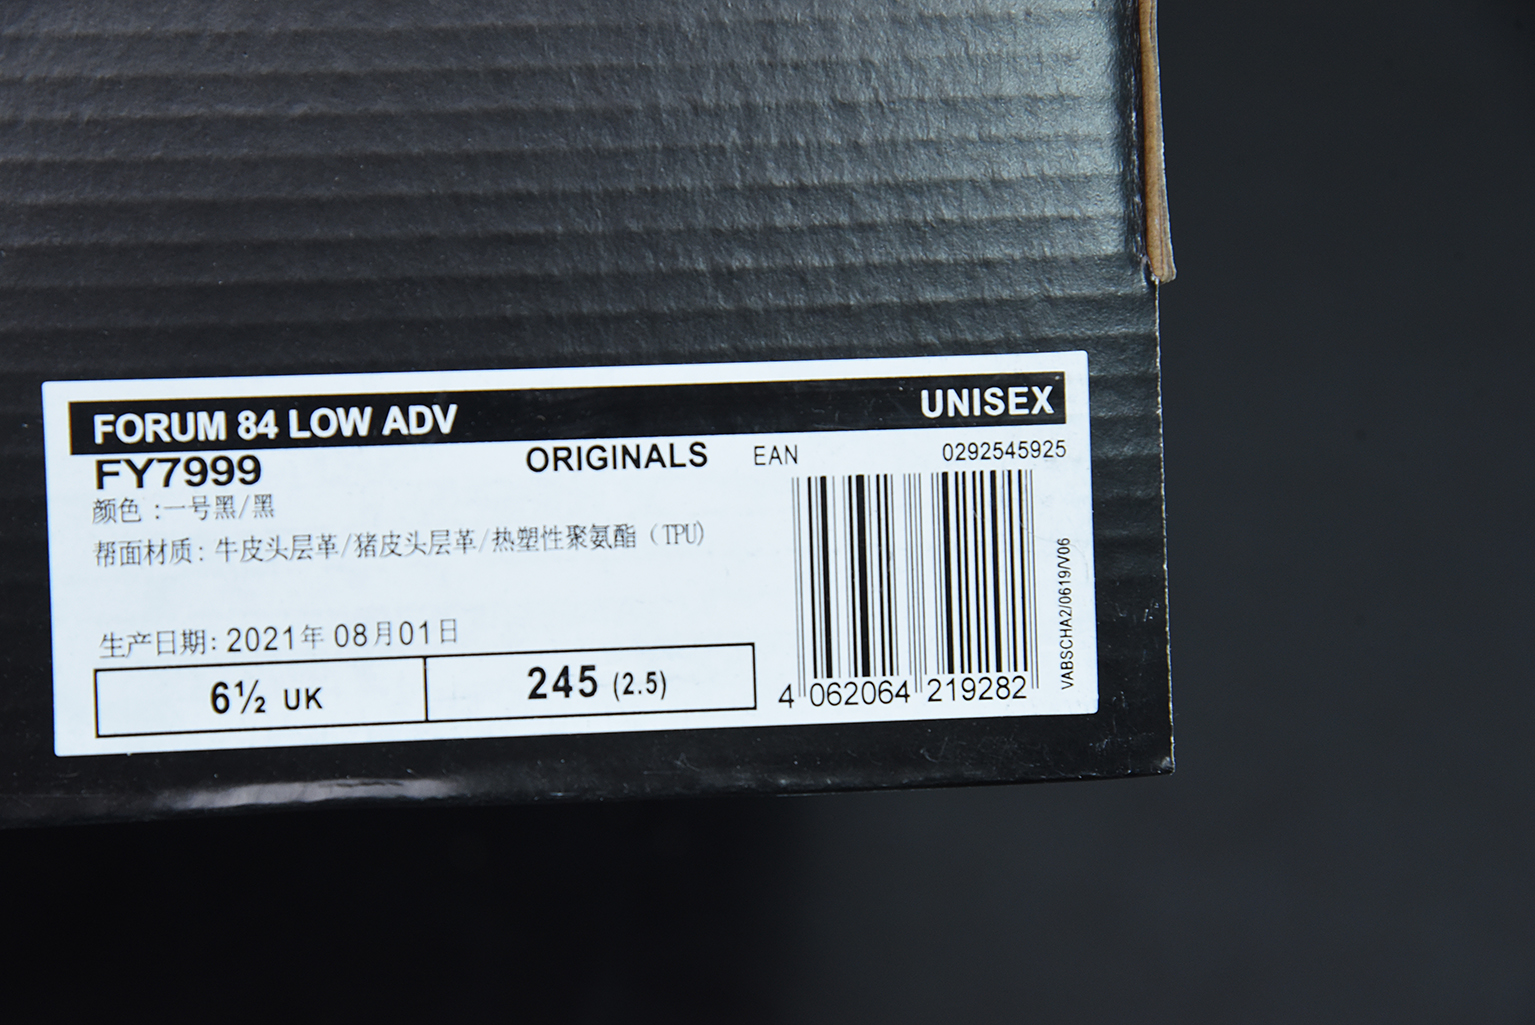 FORUM 84 LOW ADV UNISEX
FY7999 ORIGINALS EAN 0292545925
颜色 :一号黑/黑
帮面材质: 牛皮头层革/猪皮头层革/热塑性聚氨酯（TPU)
生产日期: 2021年 08月01日
6½ UK 245 (2.5)
4 062064 219282
VABSCHA2/0619/V06